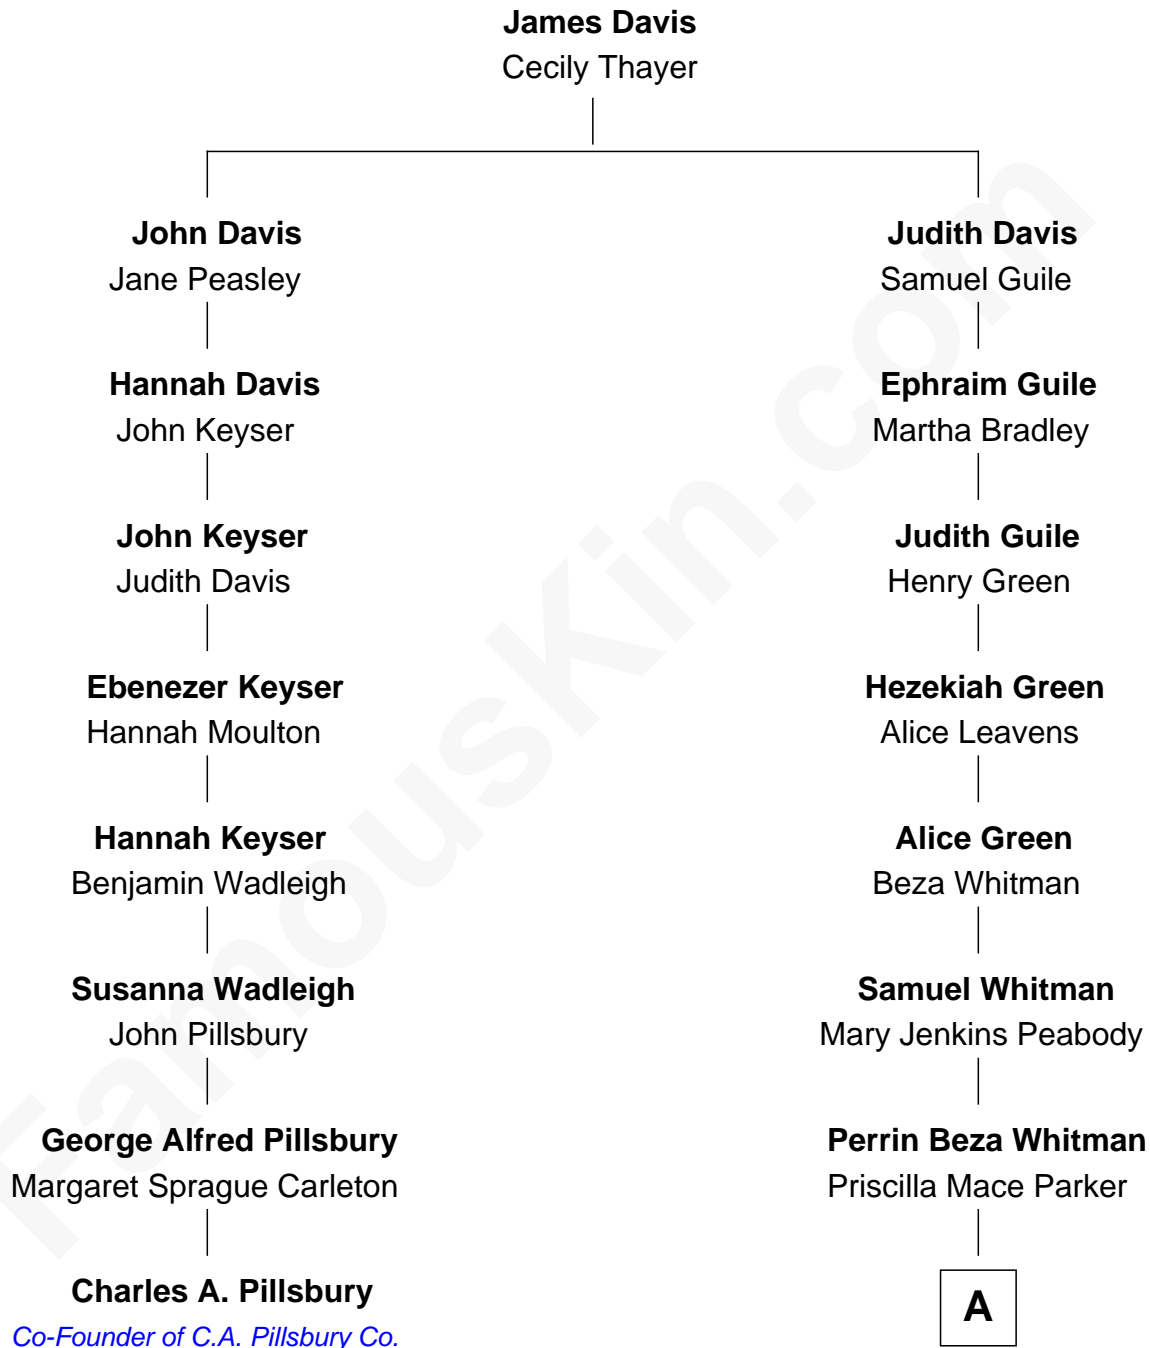 James Davis
Cecily Thayer
John Davis
Jane Peasley
Hannah Davis
John Keyser
John Keyser
Judith Davis
Ebenezer Keyser
Hannah Moulton
Hannah Keyser
Benjamin Wadleigh
Susanna Wadleigh
John Pillsbury
George Alfred Pillsbury
Margaret Sprague Carleton
Charles A. Pillsbury
Co-Founder of C.A. Pillsbury Co.
Judith Davis
Samuel Guile
Ephraim Guile
Martha Bradley
Judith Guile
Henry Green
Hezekiah Green
Alice Leavens
Alice Green
Beza Whitman
Samuel Whitman
Mary Jenkins Peabody
Perrin Beza Whitman
Priscilla Mace Parker
A
FamousKin.com